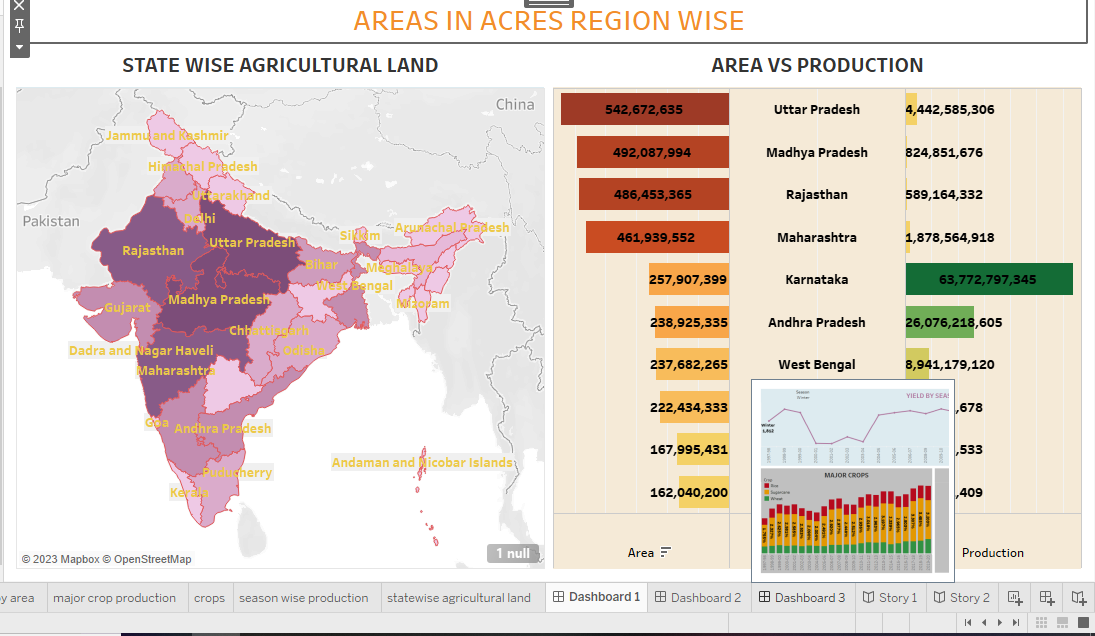 AREAS IN ACRES REGION WISE
STATE WISE AGRICULTURAL LAND
China
Jammu and Kashmir
Himachal Pradesh
Uttarakhand
Pakistan
Delhi
Arunachal Pradesh
Sikkim
Uttar Pradesh
Rajasthan
Bihar
Meghalaya
West Bengal
Madhya Pradesh
Mizoram
Gujarat
Chhattisgarh
Dadra and Nagar Haveli
Odisha
Maharashtra
Goa
Andhra Pradesh
Andaman and Nicobar Islands
Puducherry
Kerala
© 2023 Mapbox © OpenStreetMap
1 null
AREA VS PRODUCTION
542,672,635 Uttar Pradesh 4,442,585,306
492,087,994 Madhya Pradesh 824,851,676
486,453,365 Rajasthan 589,164,332
461,939,552 Maharashtra 1,878,564,918
257,907,399 Karnataka 63,772,797,345
238,925,335 Andhra Pradesh 26,076,218,605
237,682,265 West Bengal 8,941,179,120
222,434,333 ,678
167,995,431 ,533
162,040,200 ,409
Season
Winter
YIELD BY SEAS
Winter
MAJOR CROPS
Crop
Rice
Sugarcane
Wheat
Area Production
y area major crop production crops season wise production statewise agricultural land Dashboard 1 Dashboard 2 Dashboard 3 Story 1 Story 2